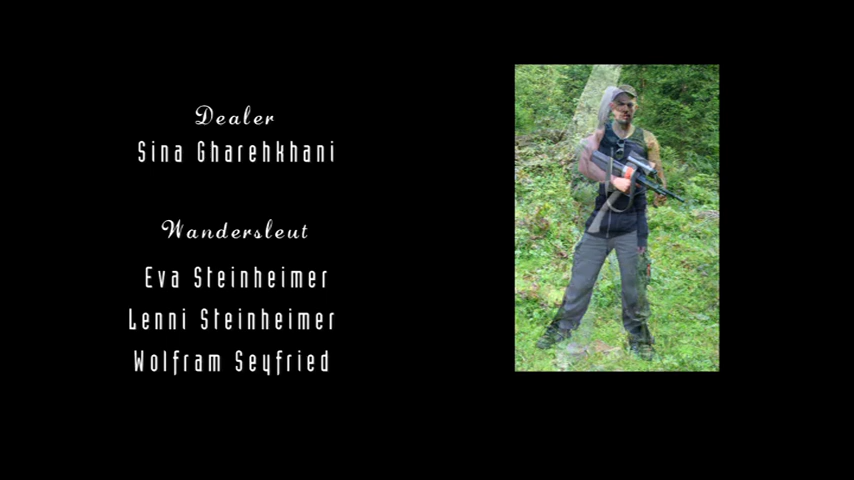 Dealer
Sina Gharehkhani
Wandersleut
Eva Steinheimer
Lenni Steinheimer
Wolfram Seyfried